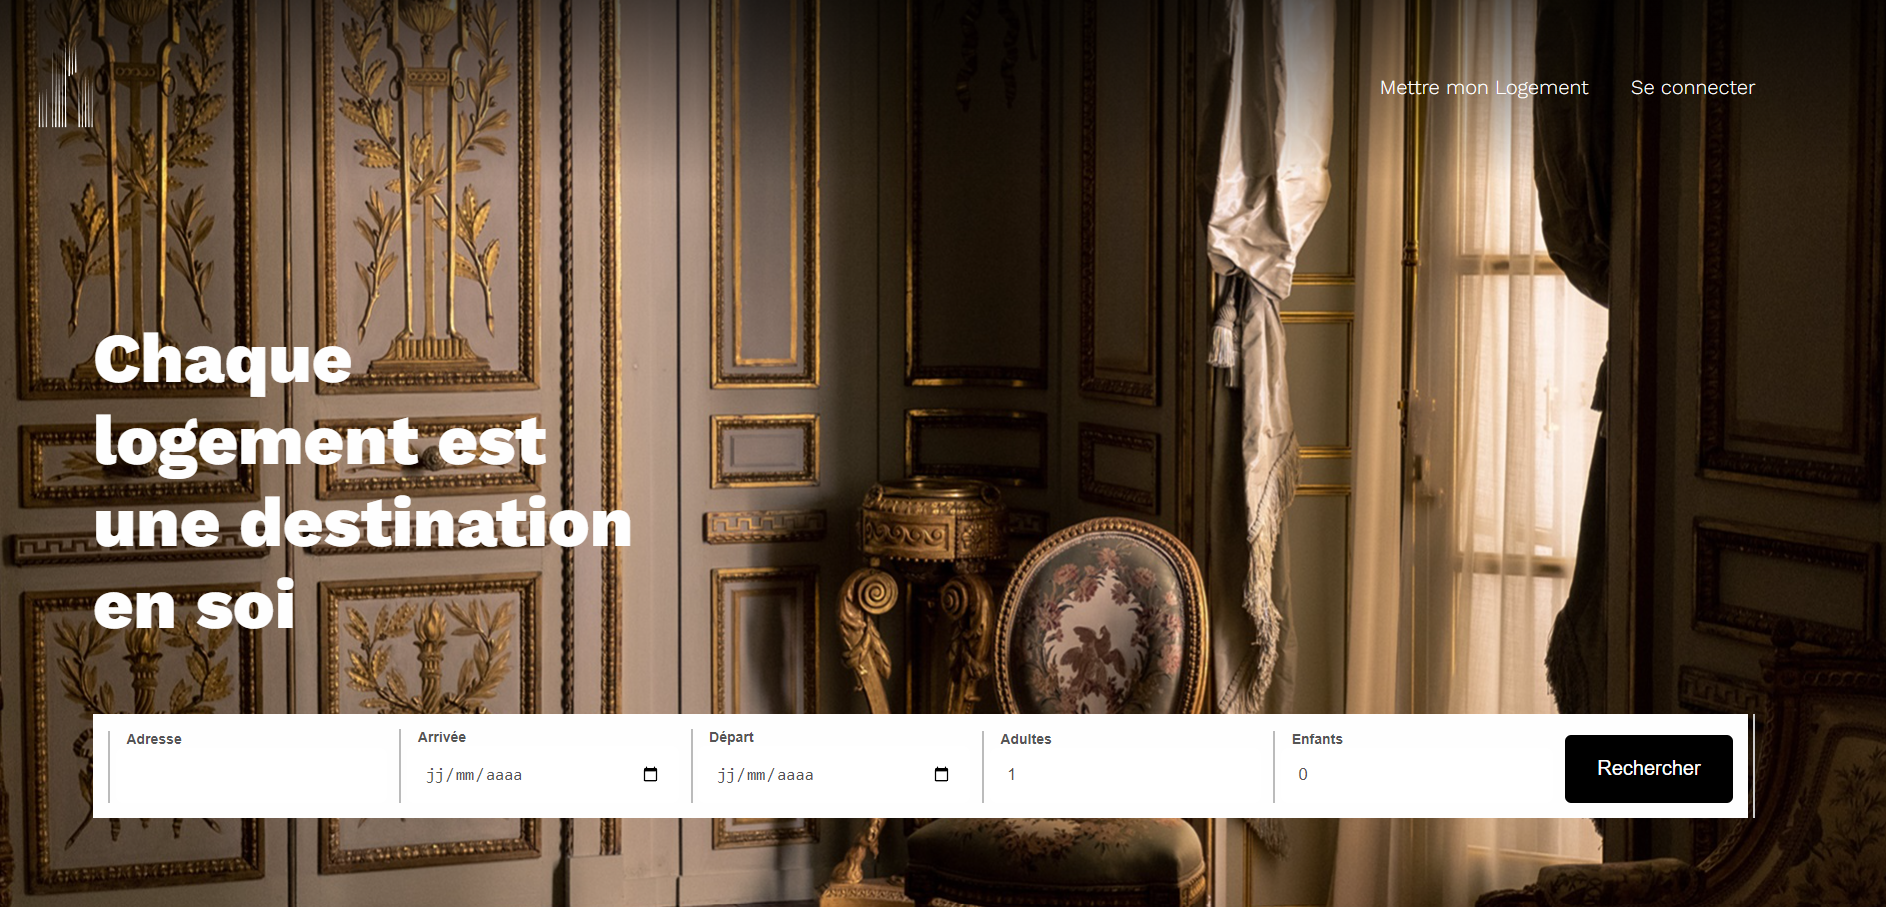 Mettre mon Logement Se connecter
Chaque
logement est
une destination
en soi
Adresse Arrivée Départ Adultes Enfants
jj/mm/aaaa jj/mm/aaaa 1 0 Rechercher